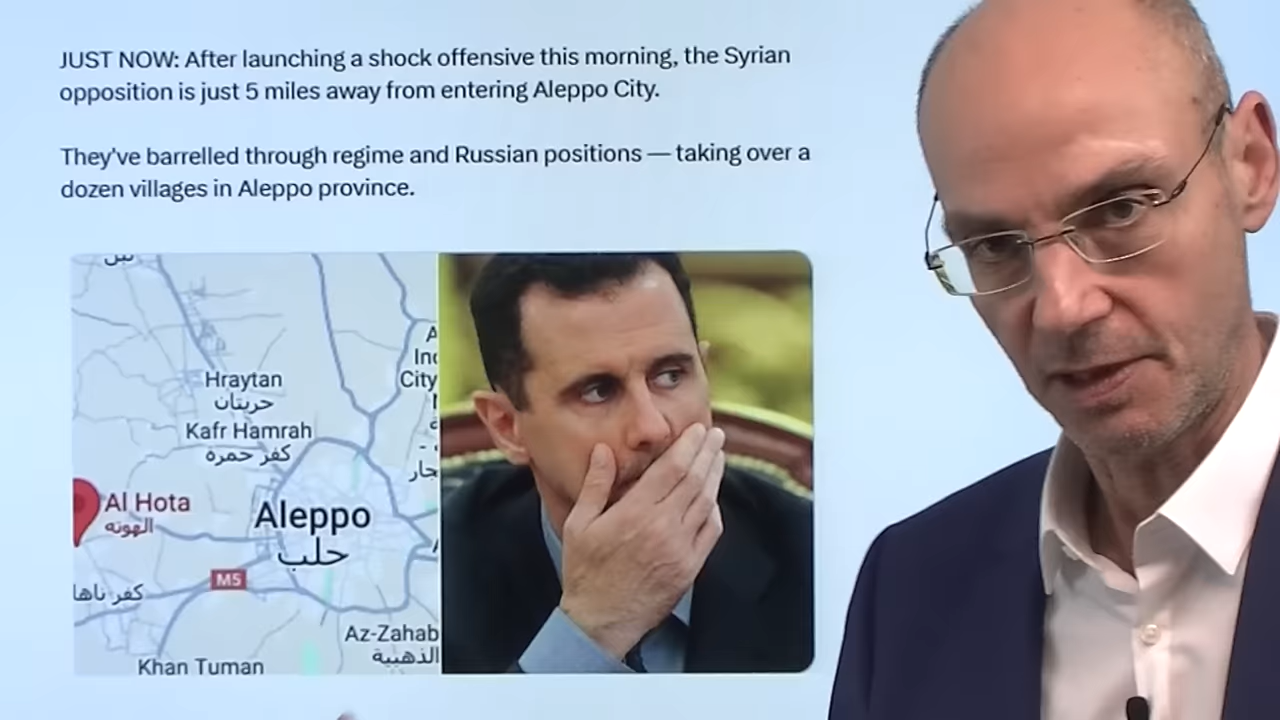 JUST NOW: After launching a shock offensive this morning, the Syrian
opposition is just 5 miles away from entering Aleppo City.
They've barrelled through regime and Russian positions — taking over a
dozen villages in Aleppo province.
Hraytan
حريتان
Kafr Hamrah
كفر حمرة
City
Al Hota
الهوته
Aleppo
حلب
M5
كفر ناها
Az-Zahab
الذهبية
Khan Tuman